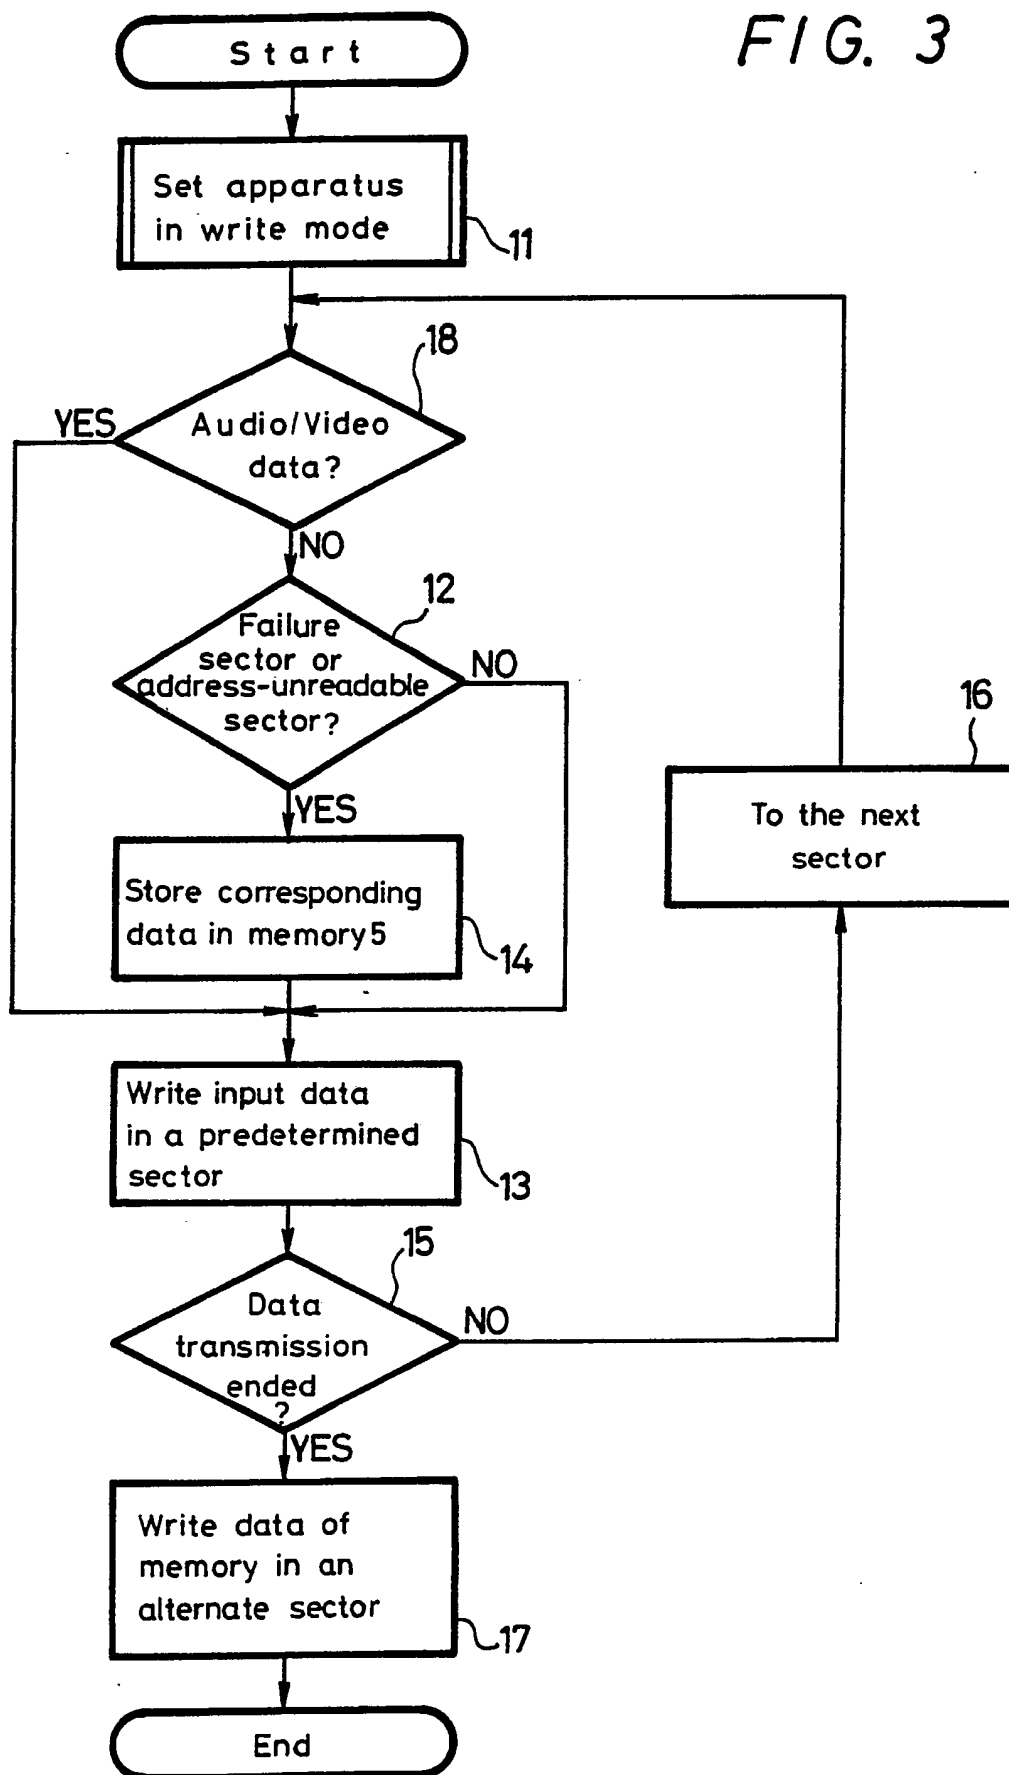 FIG. 3
Start
Set apparatus
in write mode
11
18
YES
Audio/Video
data?
NO
12
Failure
sector or
address-unreadable
sector?
NO
YES
16
To the next
sector
Store corresponding
data in memory5
14
Write input data
in a predetermined
sector
13
15
Data
transmission
ended
?
NO
YES
Write data of
memory in an
alternate sector
17
End